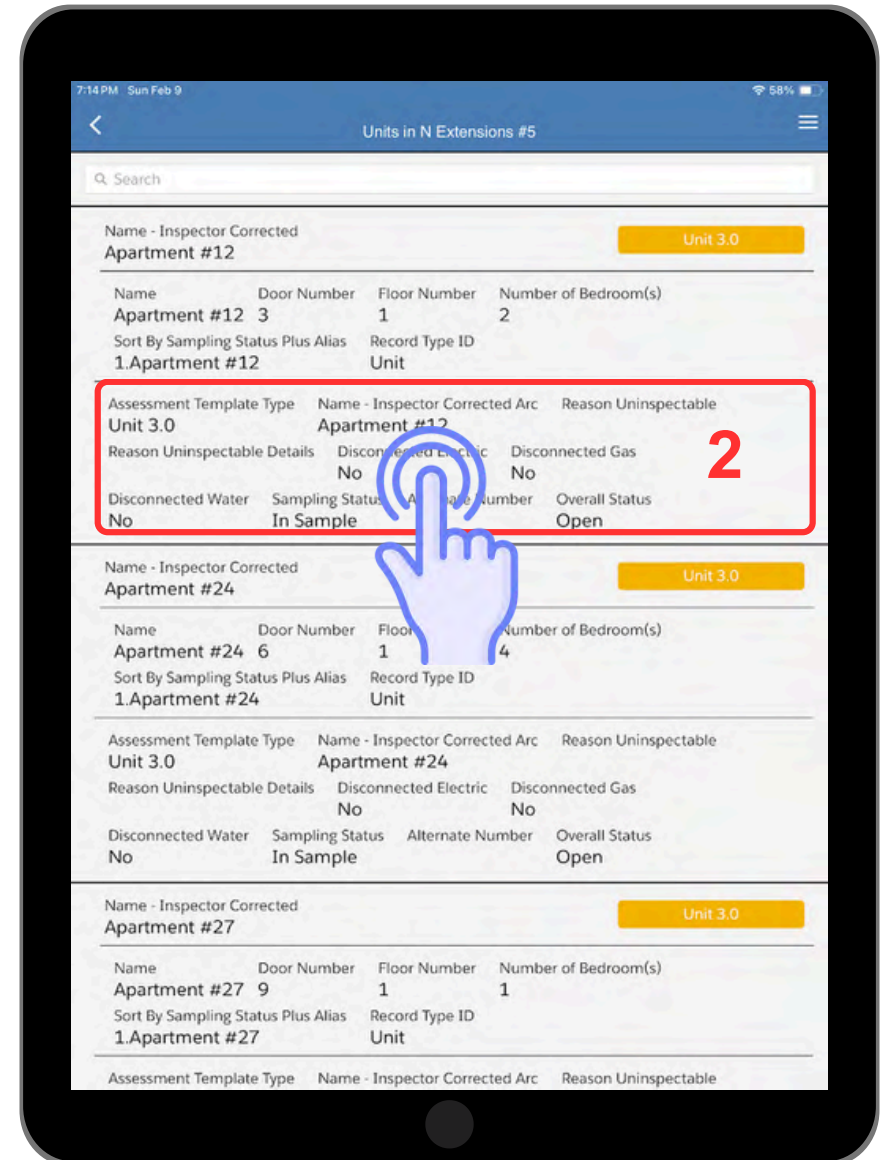 7:14 PM Sun Feb 9 58%
Units in N Extensions #5
Search
Name - Inspector Corrected
Apartment #12 Unit 3.0
Name Door Number Floor Number Number of Bedroom(s)
Apartment #12 3 1 2
Sort By Sampling Status Plus Alias Record Type ID
1.Apartment #12 Unit
Assessment Template Type Name - Inspector Corrected Arc Reason Uninspectable
Unit 3.0 Apartment #12
Reason Uninspectable Details Disconnected Electric Disconnected Gas
No No
2
Disconnected Water Sampling Status Alternate Number Overall Status
No In Sample Open
Name - Inspector Corrected
Apartment #24 Unit 3.0
Name Door Number Floor Number of Bedroom(s)
Apartment #24 6 1 4
Sort By Sampling Status Plus Alias Record Type ID
1.Apartment #24 Unit
Assessment Template Type Name - Inspector Corrected Arc Reason Uninspectable
Unit 3.0 Apartment #24
Reason Uninspectable Details Disconnected Electric Disconnected Gas
No No
Disconnected Water Sampling Status Alternate Number Overall Status
No In Sample Open
Name - Inspector Corrected
Apartment #27 Unit 3.0
Name Door Number Floor Number Number of Bedroom(s)
Apartment #27 9 1 1
Sort By Sampling Status Plus Alias Record Type ID
1.Apartment #27 Unit
Assessment Template Type Name - Inspector Corrected Arc Reason Uninspectable